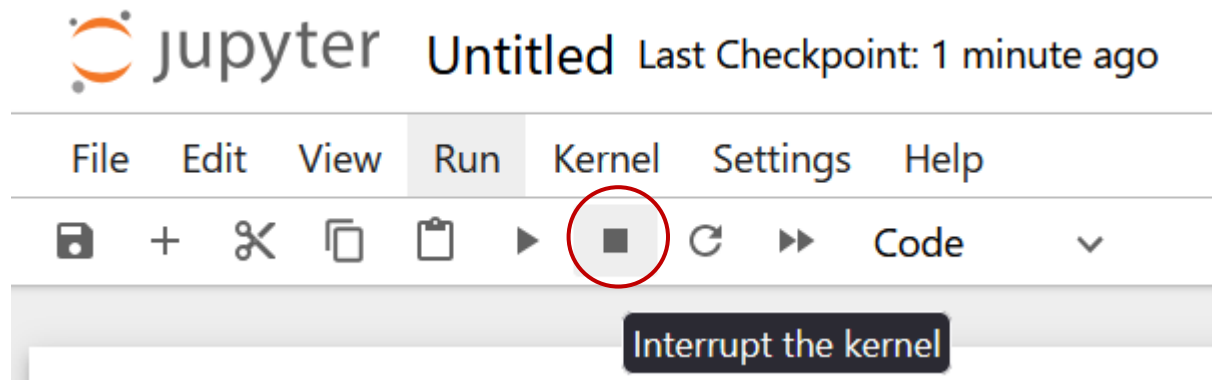 jupyter Untitled Last Checkpoint: 1 minute ago
File Edit View Run Kernel Settings Help
Code
Interrupt the kernel